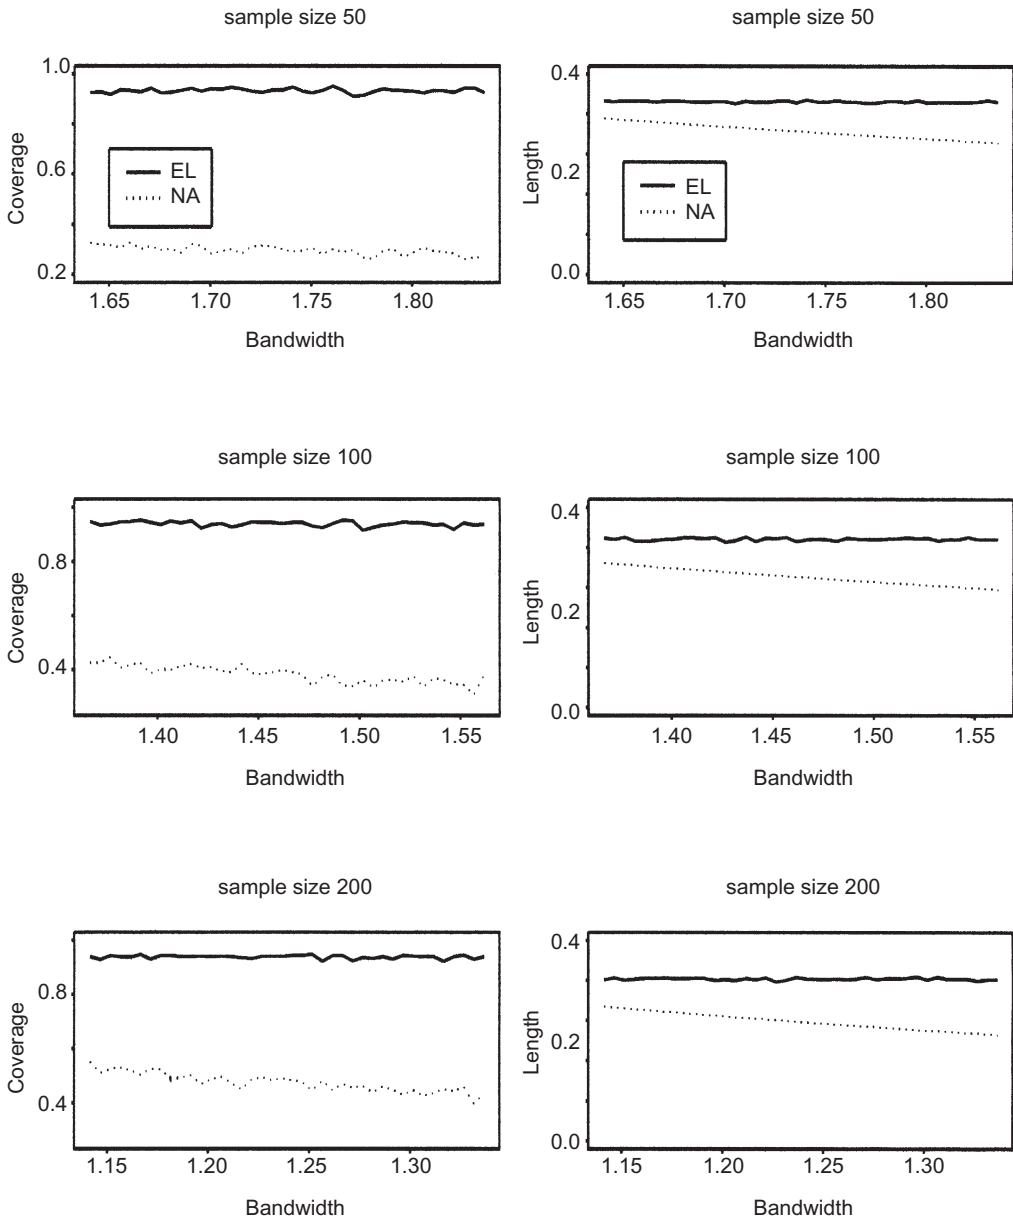 sample size 50
1.0
0.6
0.2
Coverage
EL
NA
1.65 1.70 1.75 1.80
Bandwidth
sample size 50
0.4
0.2
0.0
Length
EL
NA
1.65 1.70 1.75 1.80
Bandwidth
sample size 100
0.8
0.4
Coverage
1.40 1.45 1.50 1.55
Bandwidth
sample size 100
0.4
0.2
0.0
Length
1.40 1.45 1.50 1.55
Bandwidth
sample size 200
0.8
0.4
Coverage
1.15 1.20 1.25 1.30
Bandwidth
sample size 200
0.4
0.2
0.0
Length
1.15 1.20 1.25 1.30
Bandwidth